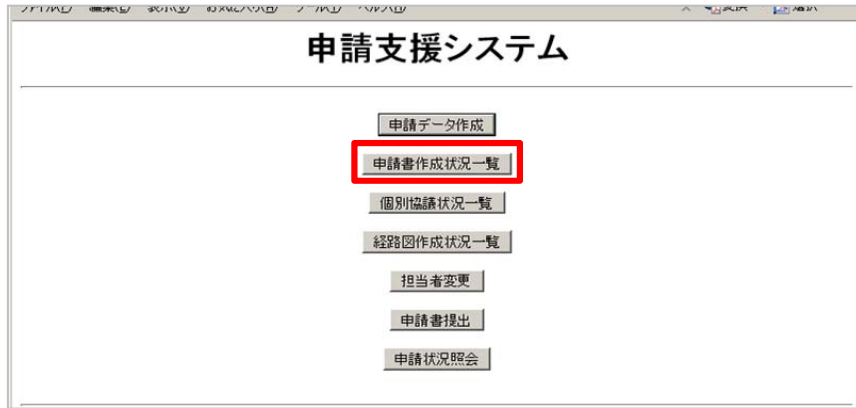 申請支援システム
申請データ作成
申請書作成状況一覧
個別協議状況一覧
経路図作成状況一覧
担当者変更
申請書提出
申請状況照会